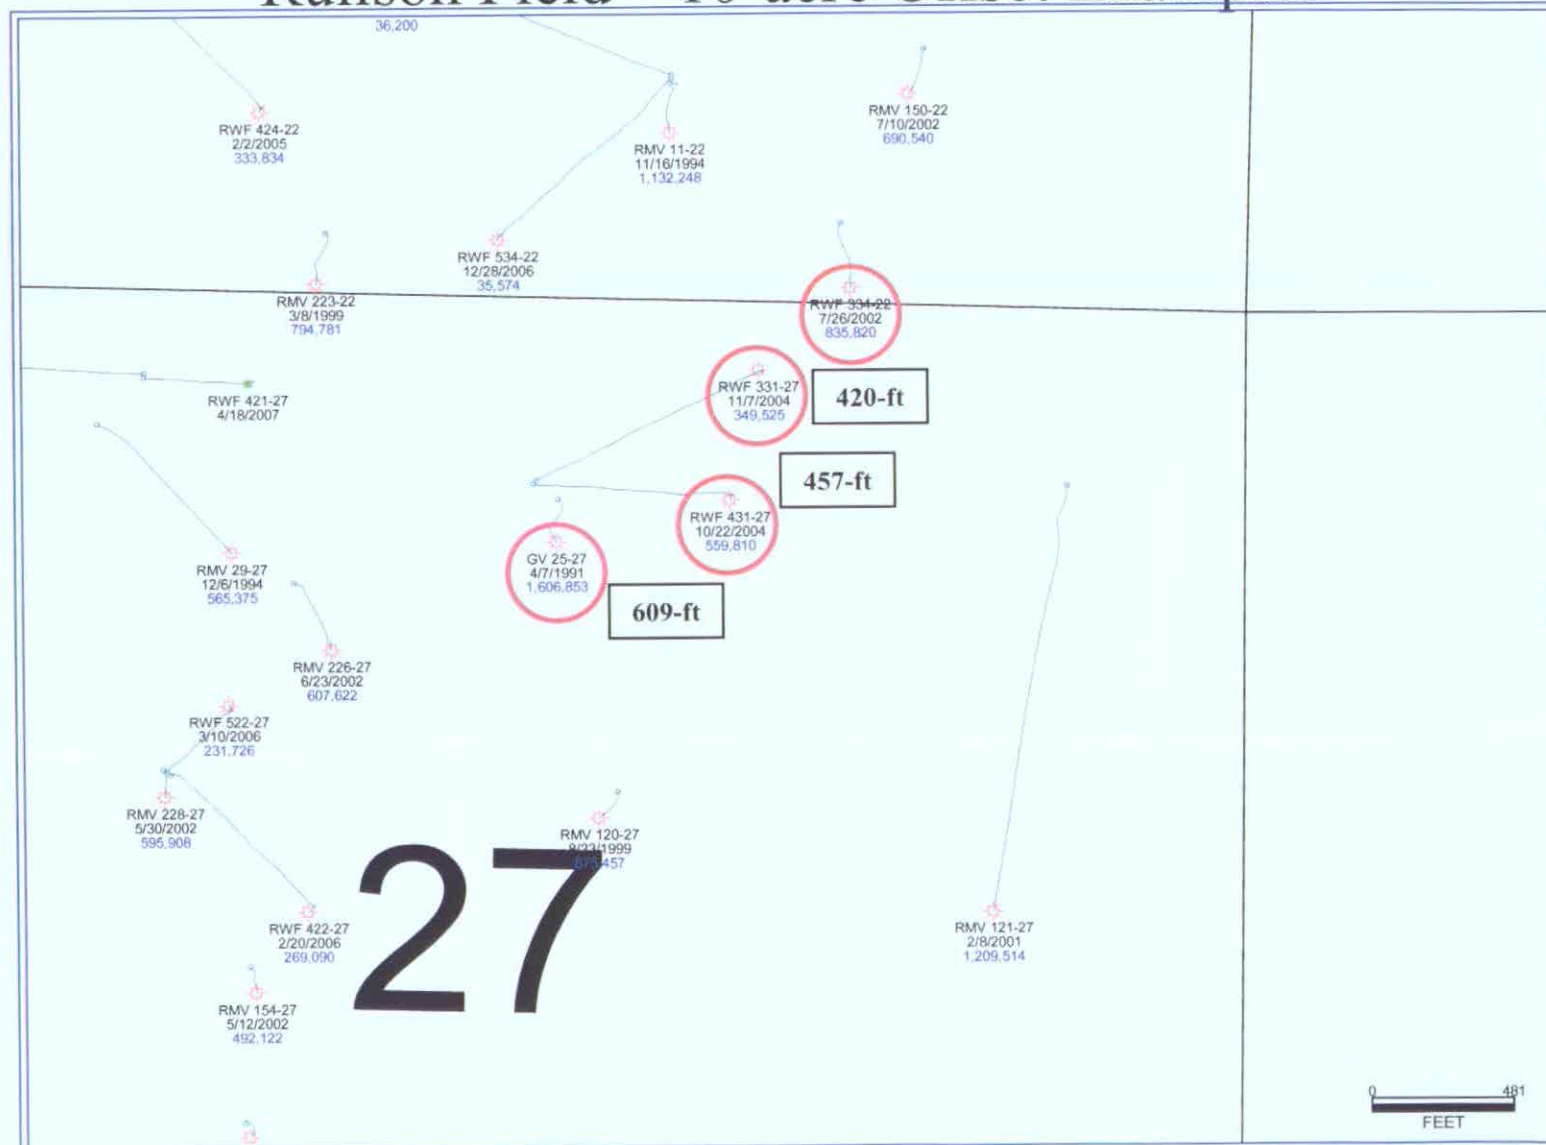 36,200
RWF 424-22
2/2/2005
333,834
RMV 11-22
11/16/1994
1,132,248
RMV 150-22
7/10/2002
690,540
RWF 534-22
12/28/2006
35,574
RMV 223-22
3/8/1999
794,781
RWF 334-22
7/26/2002
835,820
RWF 421-27
4/18/2007
RWF 331-27
11/7/2004
349,525
420-ft
457-ft
RWF 431-27
10/22/2004
559,810
GV 25-27
4/7/1991
1,606,853
609-ft
RMV 29-27
12/6/1994
565,375
RMV 226-27
6/23/2002
607,622
RWF 522-27
3/10/2006
231,726
RMV 228-27
5/30/2002
595,908
RMV 120-27
27
RWF 422-27
2/20/2006
269,090
RMV 121-27
2/8/2001
1,209,514
RMV 154-27
5/12/2002
492,122
0 481
FEET